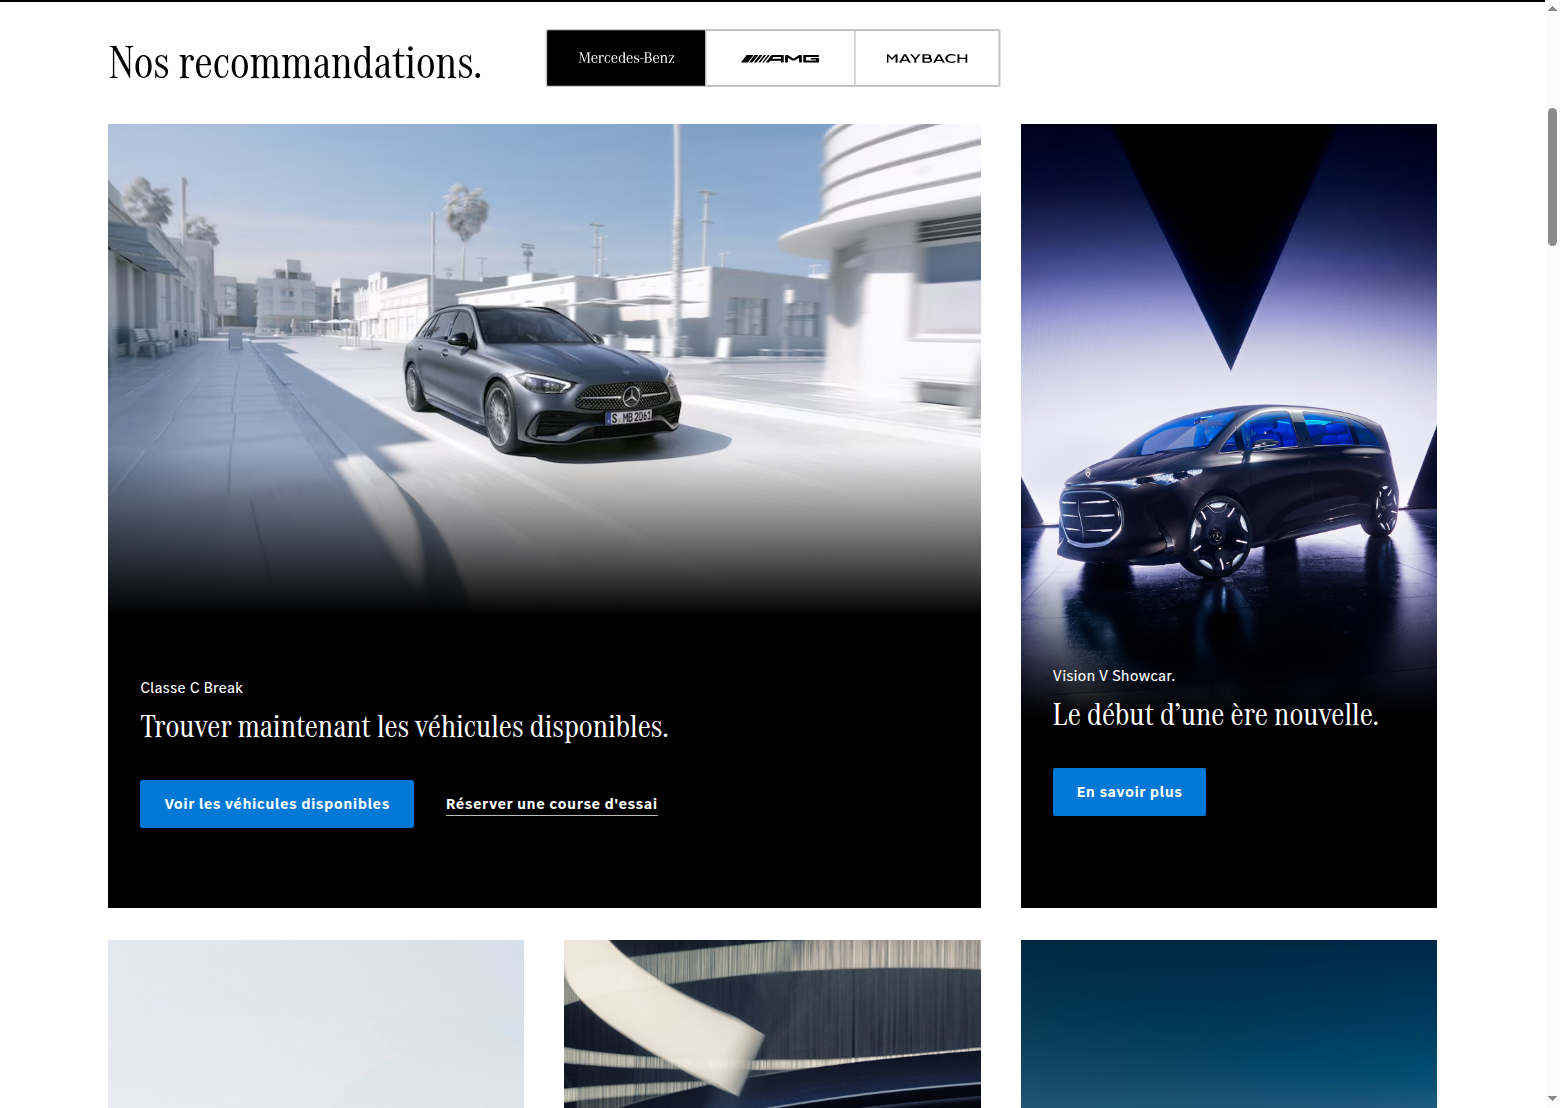 Nos recommandations.
Mercedes-Benz
AMG
MAYBACH
S MB 2061
Classe C Break
Trouver maintenant les véhicules disponibles.
Voir les véhicules disponibles
Réserver une course d'essai
Vision V Showcar.
Le début d’une ère nouvelle.
En savoir plus